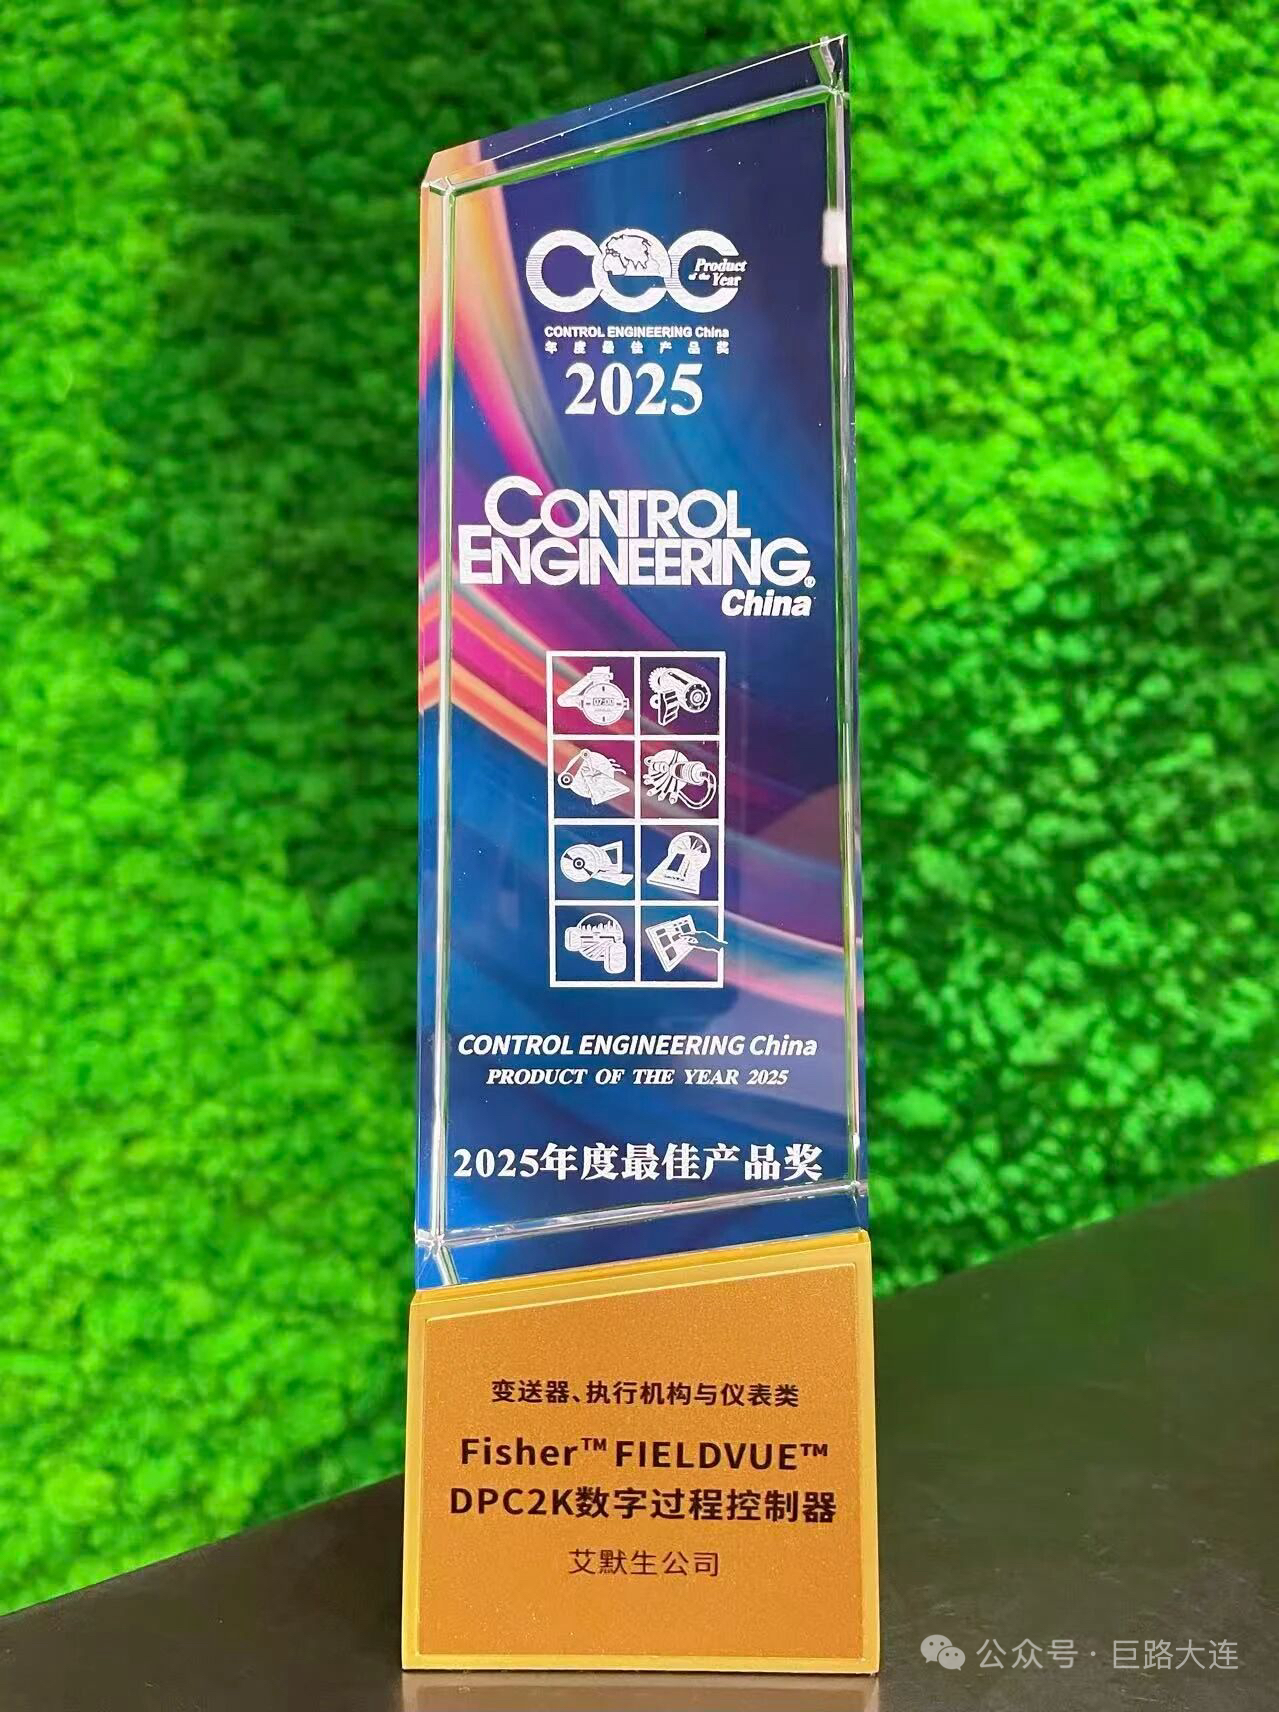 CEC
Product
of the Year
CONTROL ENGINEERING China
年度最佳产品奖
2025
CONTROL
ENGINEERING®
China
07:00
CONTROL ENGINEERING China
PRODUCT OF THE YEAR 2025
2025年度最佳产品奖
变送器、执行机构与仪表类
Fisher™ FIELDVUE™
DPC2K数字过程控制器
艾默生公司
公众号·巨路大连